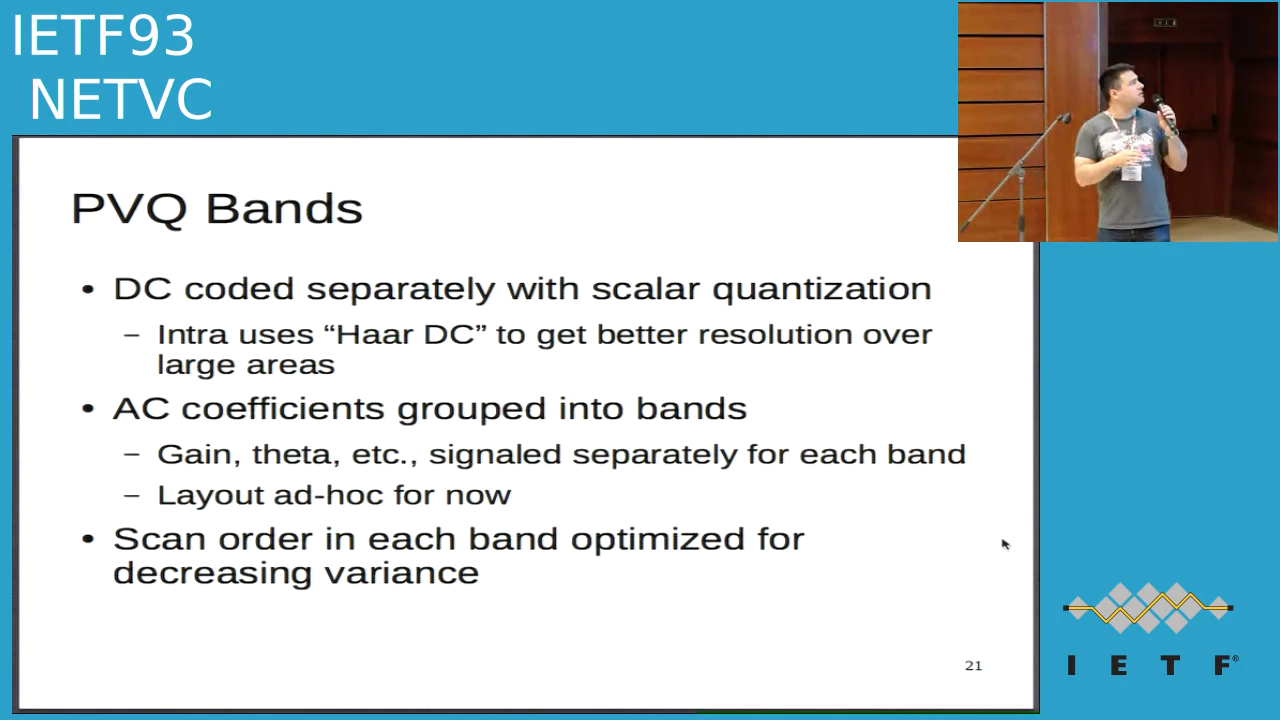 IETF93
NETVC
PVQ Bands
• DC coded separately with scalar quantization
– Intra uses “Haar DC” to get better resolution over
large areas
• AC coefficients grouped into bands
– Gain, theta, etc., signaled separately for each band
– Layout ad-hoc for now
• Scan order in each band optimized for
decreasing variance
21
I E T F®